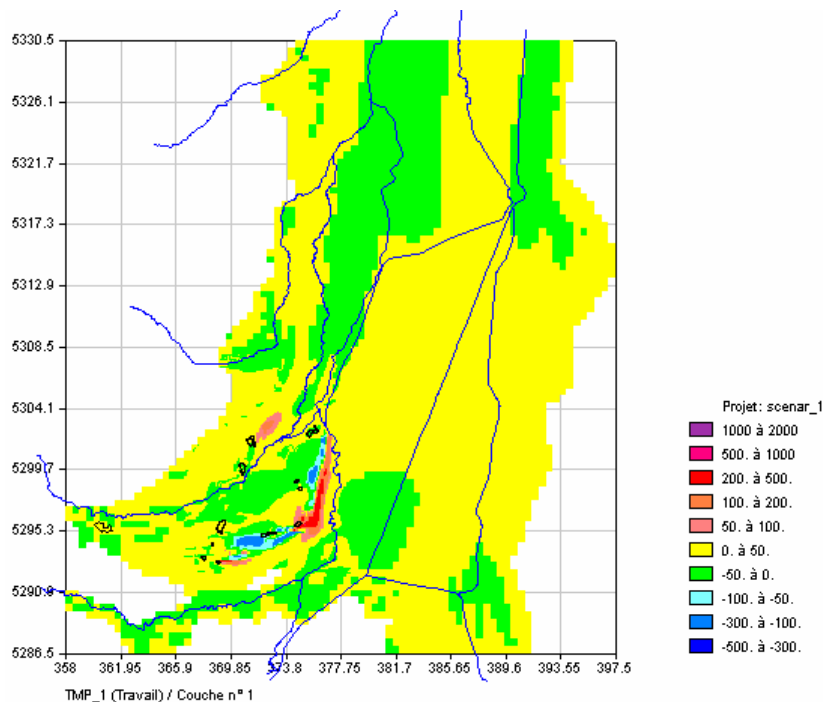 5330.5
5326.1
5321.7
5317.3
5312.9
5308.5
5304.1
5299.7
5295.3
5290.9
5286.5
358 361.95 365.9 369.85 373.8 377.75 381.7 385.65 389.6 393.55 397.5
TMP_1 (Travail) / Couche n° 1
Projet: scenar_1
1000 à 2000
500. à 1000
200. à 500.
100. à 200.
50. à 100.
0. à 50.
-50. à 0.
-100. à -50.
-300. à -100.
-500. à -300.